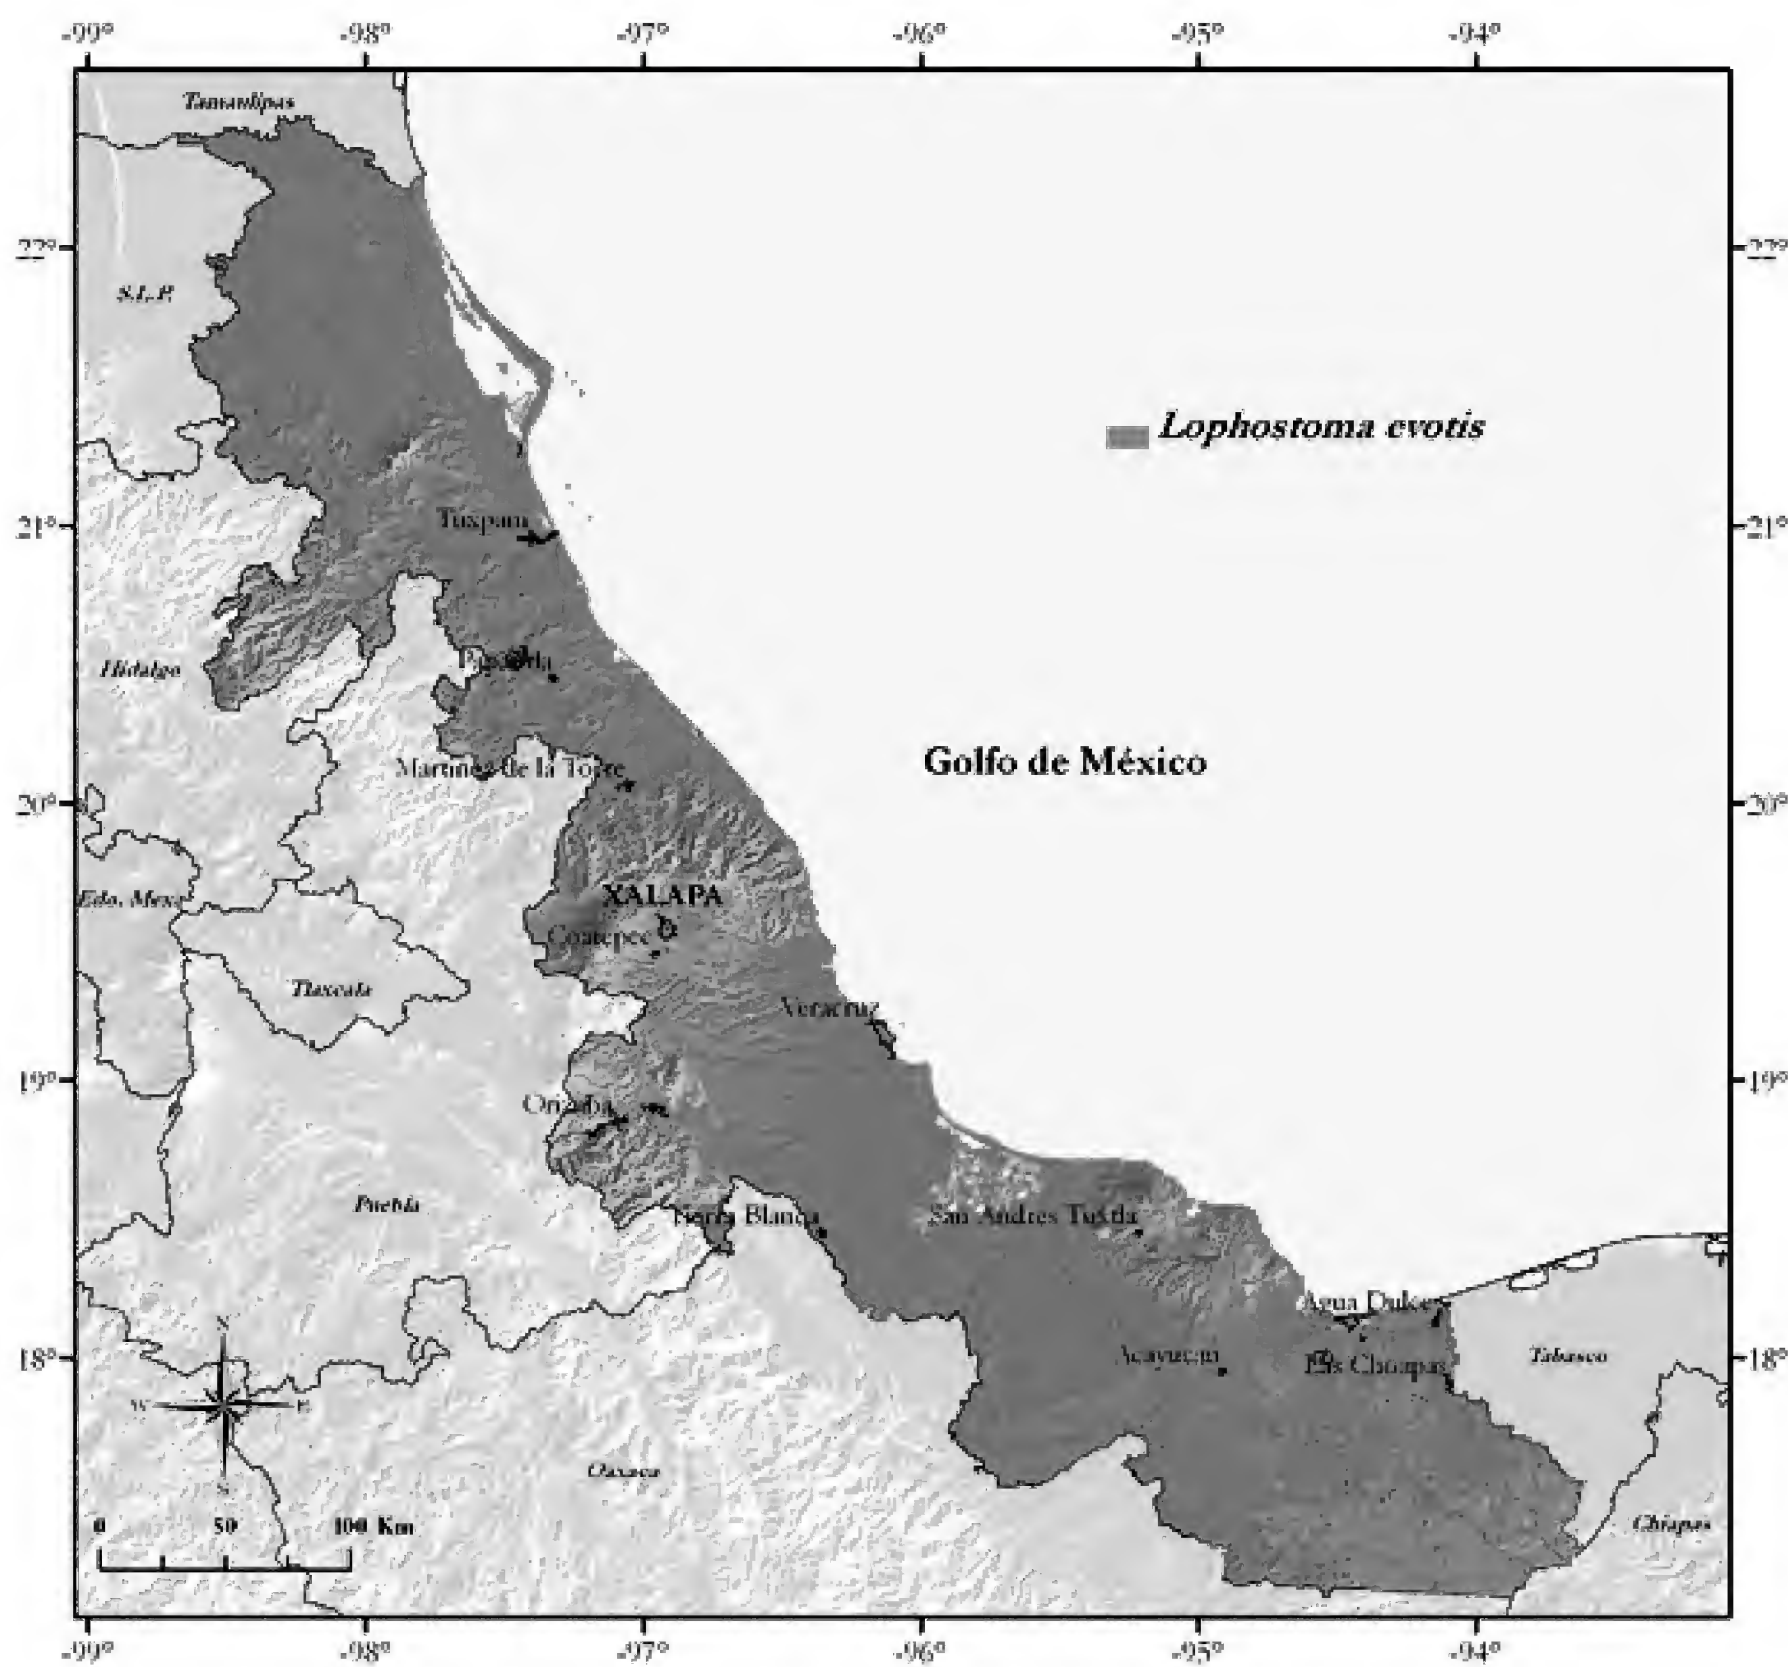 -99° -98° -97° -96° -95° -94°
Tamaulipas
22° 22°
S.L.P.
Lophostoma evotis
21° 21°
Tuxpam
Hidalgo
Golfo de México
Martínez de la Torre
20° 20°
XALAPA
Edo. Mex
Coatepec
Tlaxcala
Veracruz
19° 19°
Orizaba
Puebla
Tierra Blanca
San Andres Tuxtla
Agua Dulce
18° 18°
Acayucan
Las Choapas
Tabasco
N
W E
S
Oaxaca
Chiapas
0 50 100 Km
-99° -98° -97° -96° -95° -94°